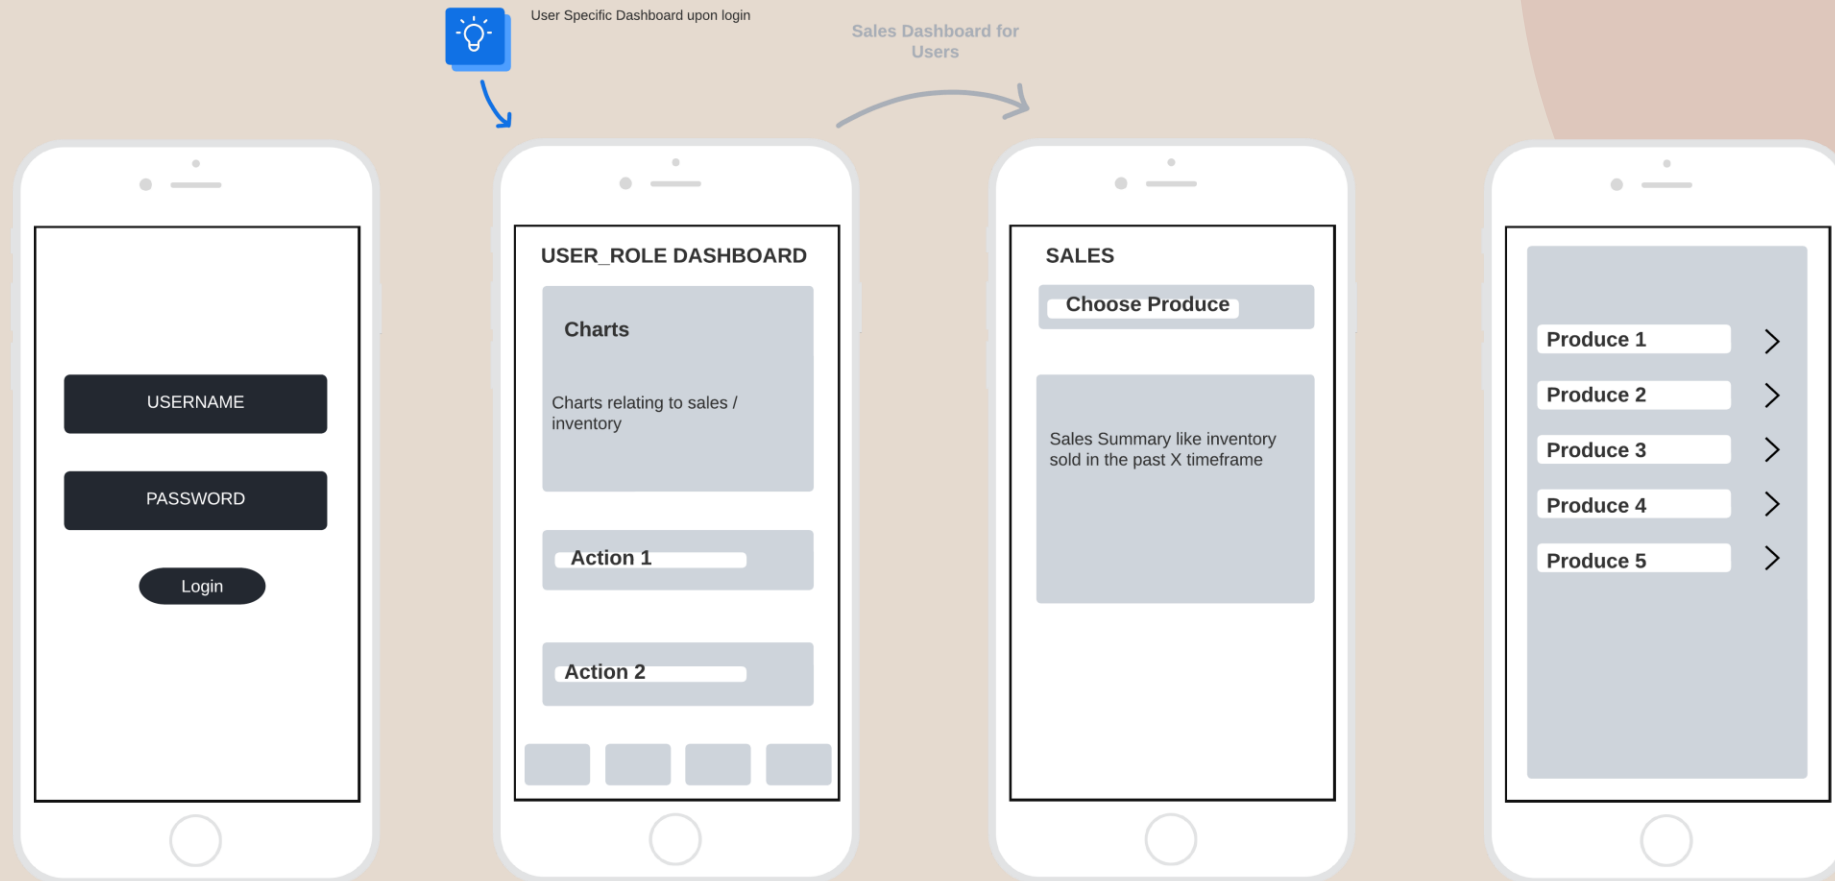 User Specific Dashboard upon login
Sales Dashboard for
Users
USERNAME
PASSWORD
Login
USER_ROLE DASHBOARD
Charts
Charts relating to sales /
inventory
Action 1
Action 2
SALES
Choose Produce
Sales Summary like inventory
sold in the past X timeframe
Produce 1
Produce 2
Produce 3
Produce 4
Produce 5